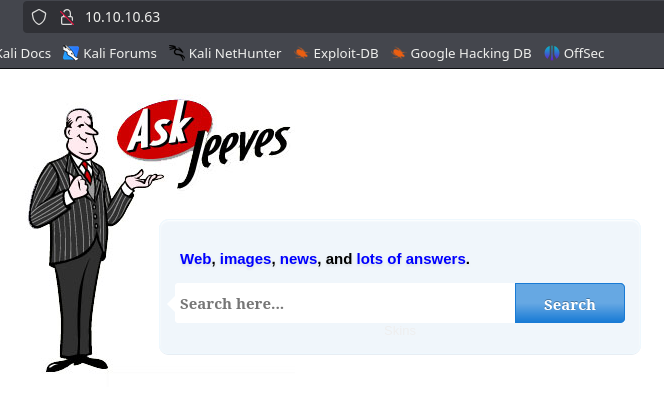 10.10.10.63
Kali Docs Kali Forums Kali NetHunter Exploit-DB Google Hacking DB OffSec
Ask Jeeves
Web, images, news, and lots of answers.
Search here... Search